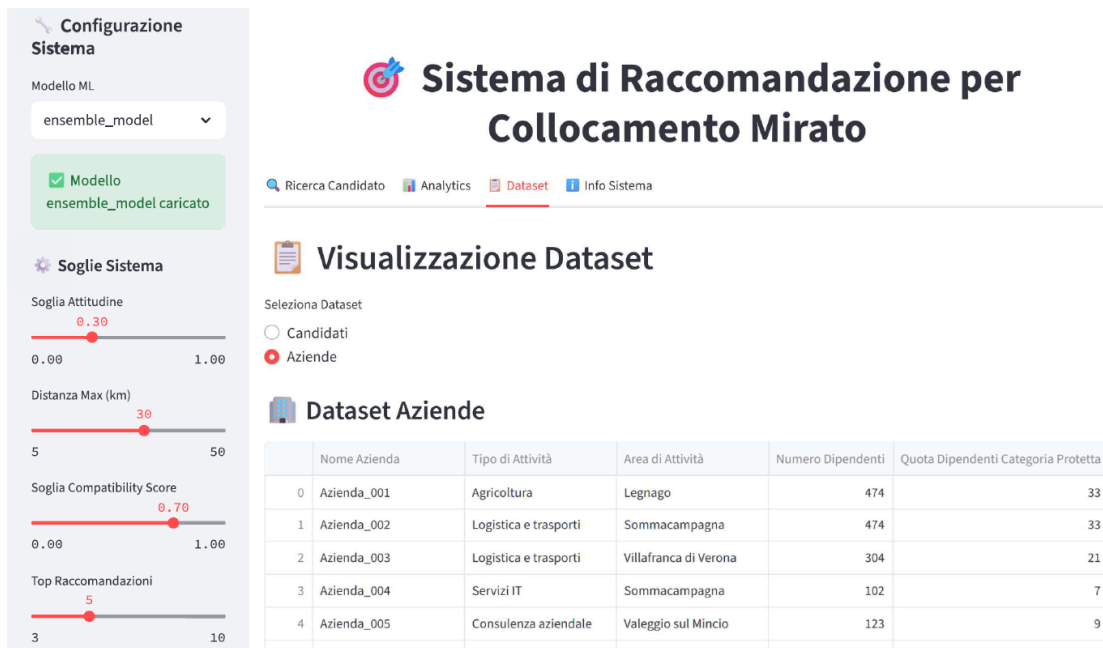 Configurazione
Sistema
Modello ML
ensemble_model
Modello
ensemble_model caricato
Soglie Sistema
Soglia Attitudine
0.30
0.00 1.00
Distanza Max (km)
30
5 50
Soglia Compatibility Score
0.70
0.00 1.00
Top Raccomandazioni
5
3 10
Sistema di Raccomandazione per
Collocamento Mirato
Ricerca Candidato Analytics Dataset Info Sistema
Visualizzazione Dataset
Seleziona Dataset
Candidati
Aziende
Dataset Aziende
Nome Azienda Tipo di Attività Area di Attività Numero Dipendenti Quota Dipendenti Categoria Protetta
0 Azienda_001 Agricoltura Legnago 474 33
1 Azienda_002 Logistica e trasporti Sommacampagna 474 33
2 Azienda_003 Logistica e trasporti Villafranca di Verona 304 21
3 Azienda_004 Servizi IT Sommacampagna 102 7
4 Azienda_005 Consulenza aziendale Valeggio sul Mincio 123 9